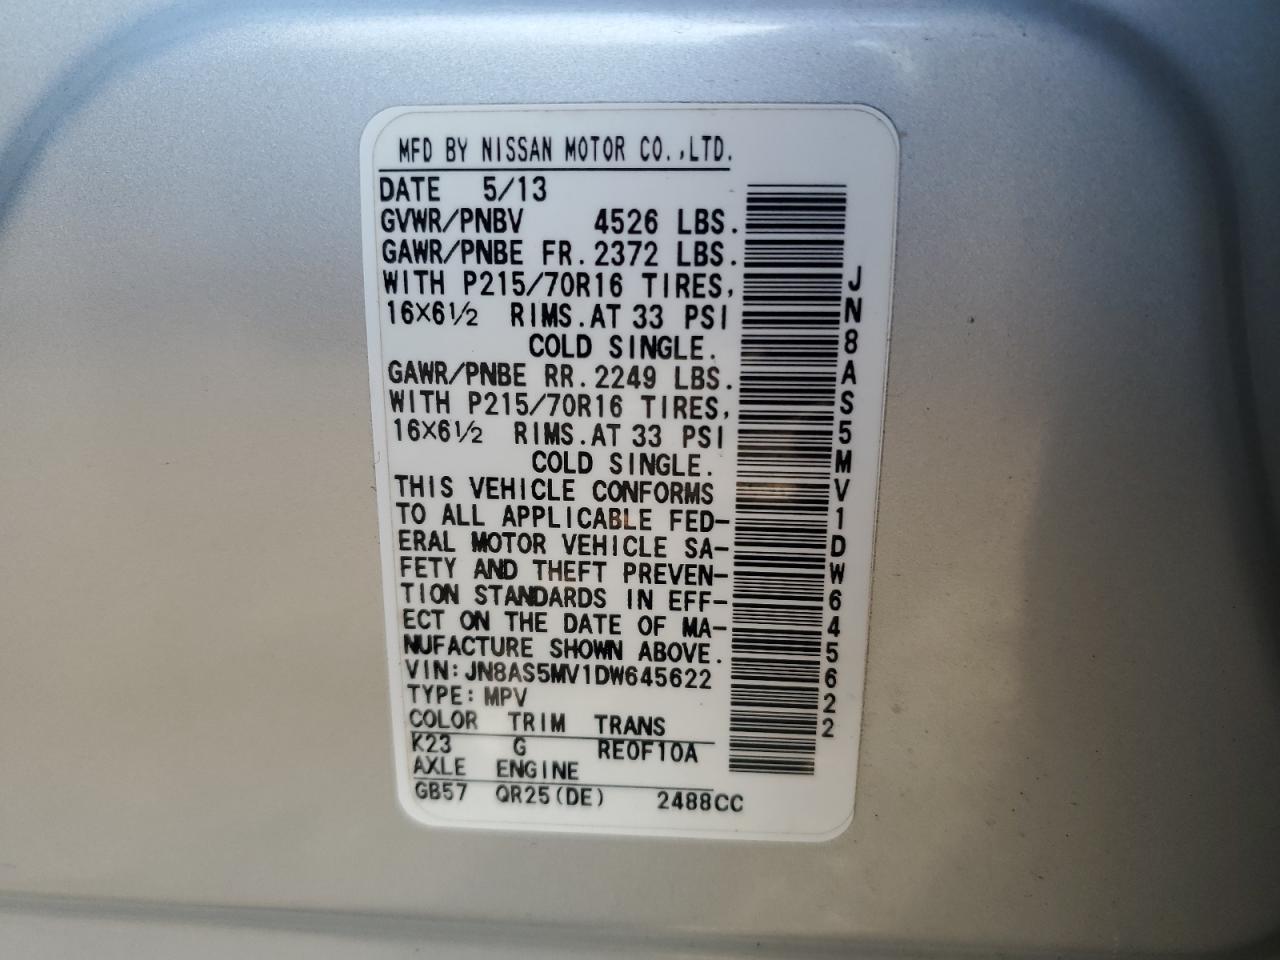 MFD BY NISSAN MOTOR CO.,LTD.
DATE 5/13
GVWR/PNBV 4526 LBS.
GAWR/PNBE FR. 2372 LBS.
WITH P215/70R16 TIRES,
16×6½ RIMS. AT 33 PSI
COLD SINGLE.
GAWR/PNBE RR. 2249 LBS.
WITH P215/70R16 TIRES,
16×6½ RIMS. AT 33 PSI
COLD SINGLE.
THIS VEHICLE CONFORMS
TO ALL APPLICABLE FED-
ERAL MOTOR VEHICLE SA-
FETY AND THEFT PREVEN-
TION STANDARDS IN EFF-
ECT ON THE DATE OF MA-
NUFACTURE SHOWN ABOVE.
VIN: JN8AS5MV1DW645622
TYPE: MPV
COLOR TRIM TRANS
K23 G RE0F10A
AXLE ENGINE
GB57 QR25(DE) 2488CC
JN8AS5MV1DW645622